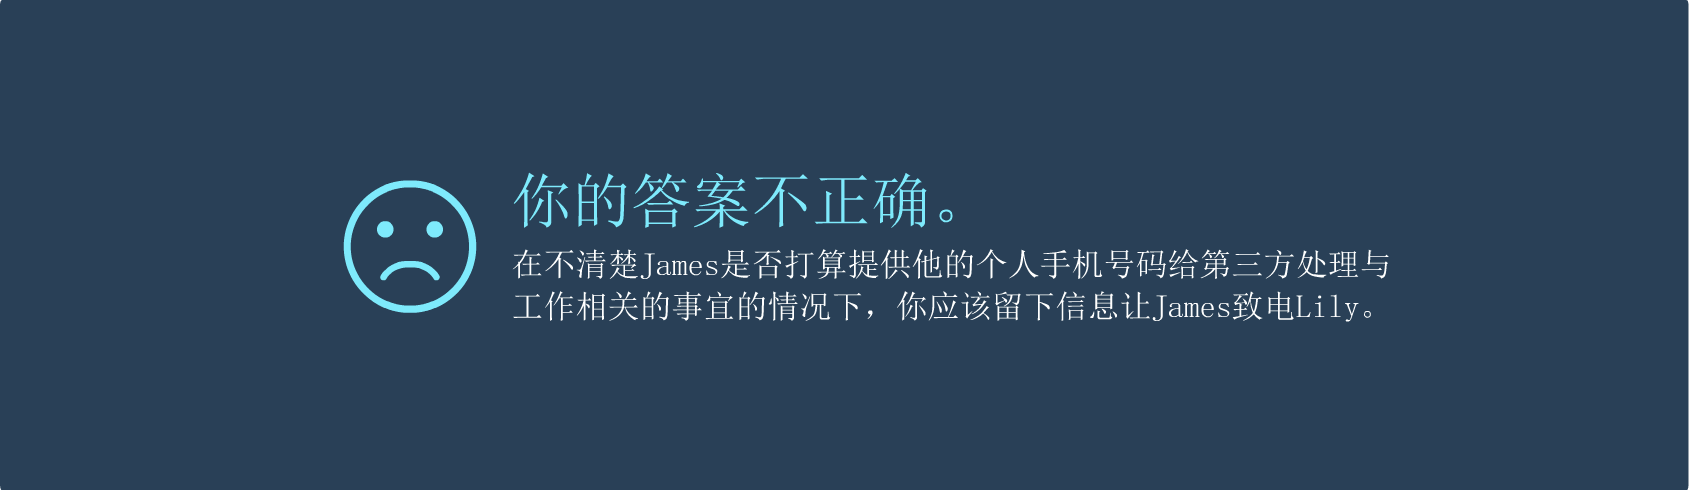 你的答案不正确。
在不清楚James是否打算提供他的个人手机号码给第三方处理与
工作相关的事宜的情况下，你应该留下信息让James致电Lily。